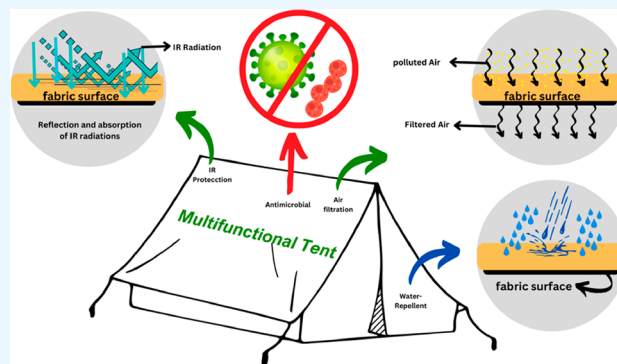 IR Radiation
fabric surface
Reflection and absorption
of IR radiations
polluted Air
fabric surface
Filtered Air
IR
Protecction
Antimicrobial
Air
filtration
Multifunctional Tent
Water-
Repellent
fabric surface